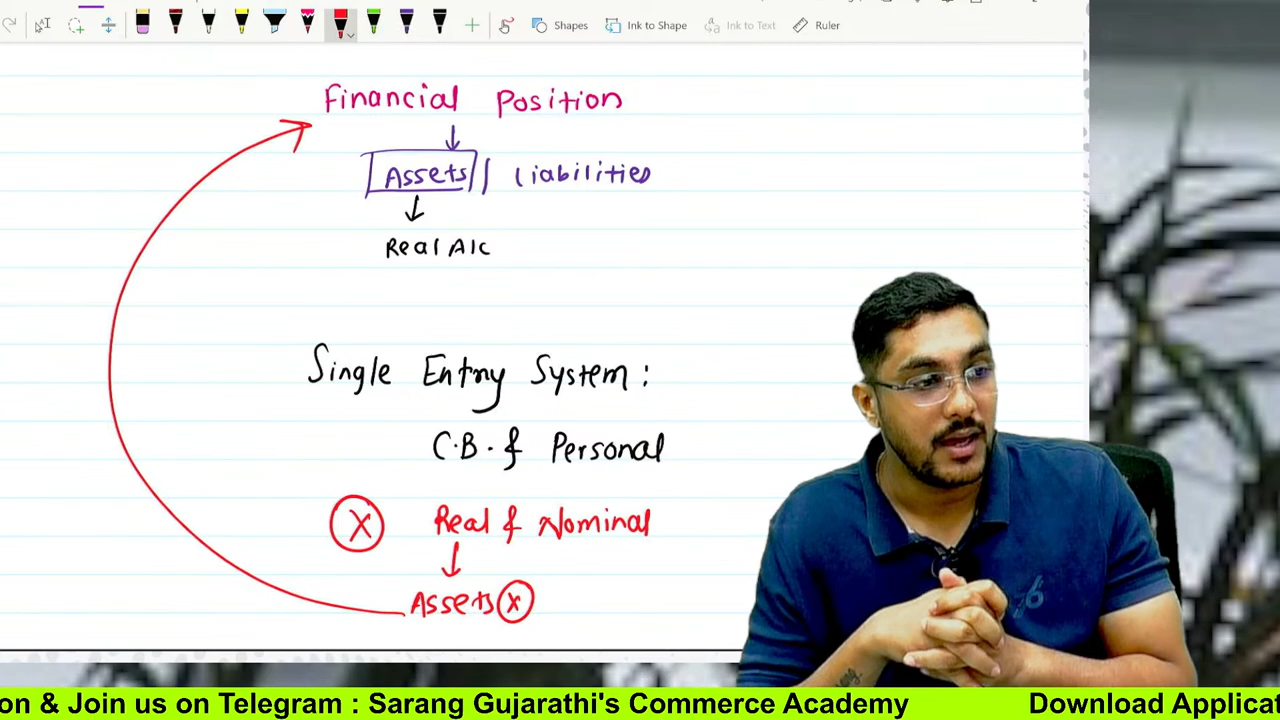 Shapes Ink to Shape Ink to Text Ruler
Financial Position
Assets / Liabilities
Real A/c
Single Entry System :
C.B. & Personal
X Real & Nominal
Assets X
on & Join us on Telegram : Sarang Gujarathi's Commerce Academy Download Applicat